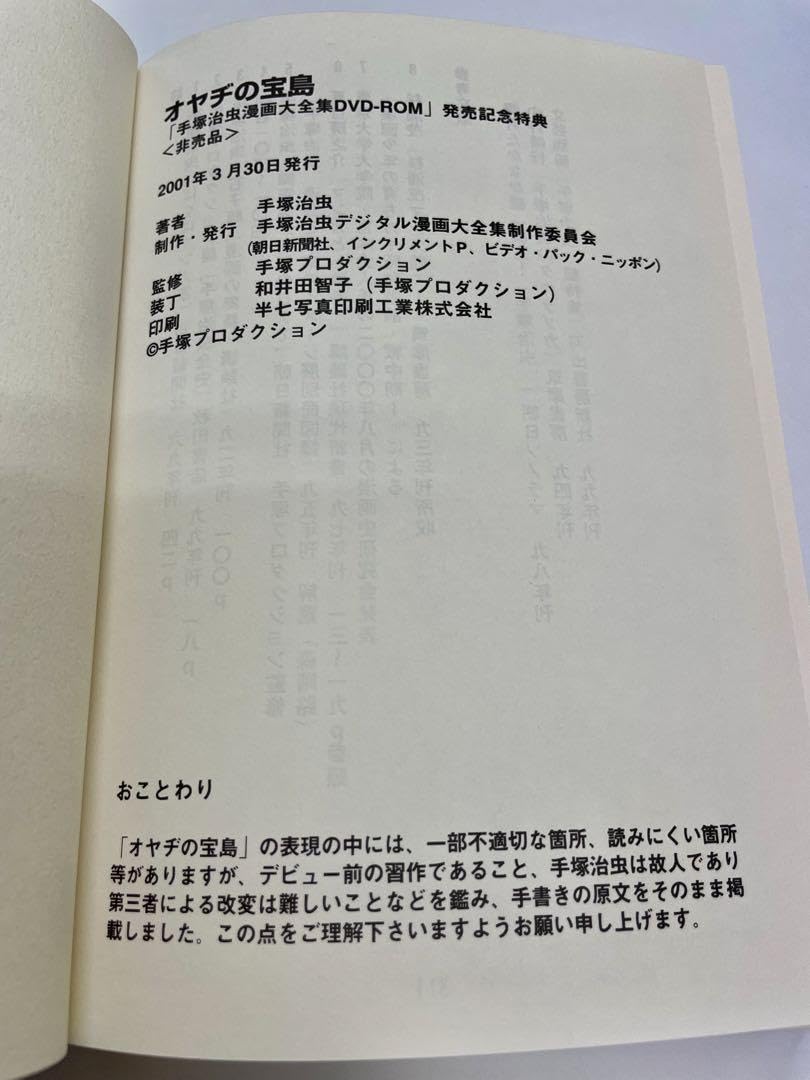 オヤヂの宝島
「手塚治虫漫画大全集DVD-ROM」発売記念特典
<非売品>
2001年3月30日発行
著者 手塚治虫
制作・発行 手塚治虫デジタル漫画大全集制作委員会
(朝日新聞社、インクリメントP、ビデオ・パック・ニッポン)
監修 手塚プロダクション
装丁 和井田智子(手塚プロダクション)
印刷 半七写真印刷工業株式会社
©手塚プロダクション
おことわり
「オヤヂの宝島」の表現の中には、一部不適切な箇所、読みにくい箇所
等がありますが、デビュー前の習作であること、手塚治虫は故人であり
第三者による改変は難しいことなどを鑑み、手書きの原文をそのまま掲
載しました。この点をご理解下さいますようお願い申し上げます。